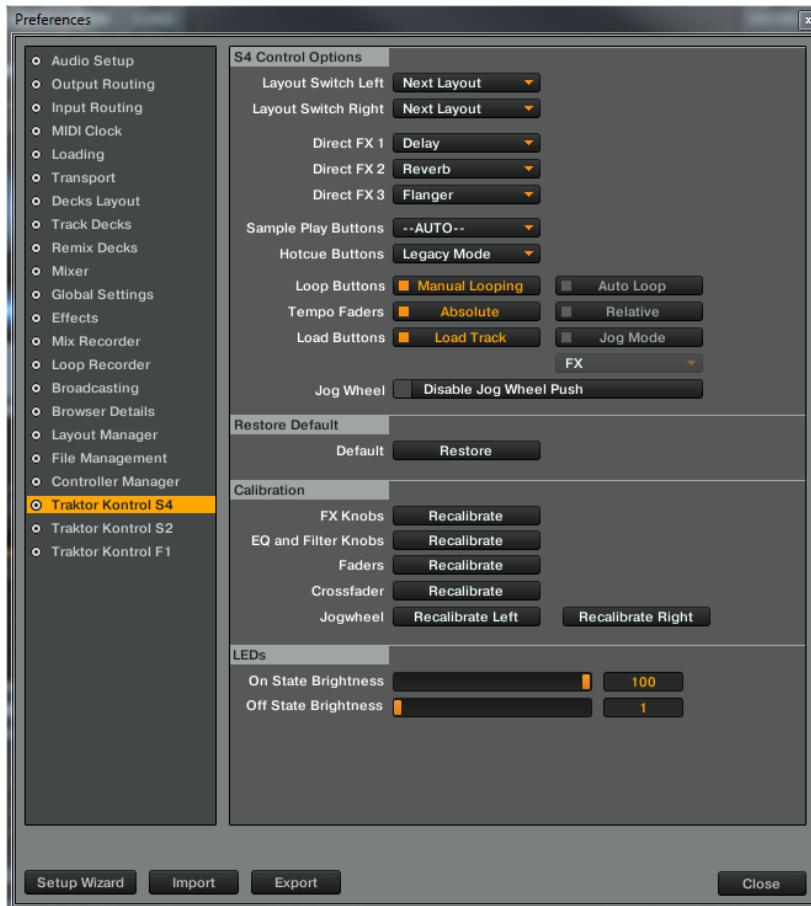 Preferences
Audio Setup
Output Routing
Input Routing
MIDI Clock
Loading
Transport
Decks Layout
Track Decks
Remix Decks
Mixer
Global Settings
Effects
Mix Recorder
Loop Recorder
Broadcasting
Browser Details
Layout Manager
File Management
Controller Manager
Traktor Kontrol S4
Traktor Kontrol S2
Traktor Kontrol F1
S4 Control Options
Layout Switch Left Next Layout
Layout Switch Right Next Layout
Direct FX 1 Delay
Direct FX 2 Reverb
Direct FX 3 Flanger
Sample Play Buttons --AUTO--
Hotcue Buttons Legacy Mode
Loop Buttons Manual Looping Auto Loop
Tempo Faders Absolute Relative
Load Buttons Load Track Jog Mode
FX
Jog Wheel Disable Jog Wheel Push
Restore Default
Default Restore
Calibration
FX Knobs Recalibrate
EQ and Filter Knobs Recalibrate
Faders Recalibrate
Crossfader Recalibrate
Jogwheel Recalibrate Left Recalibrate Right
LEDs
On State Brightness 100
Off State Brightness 1
Setup Wizard Import Export Close